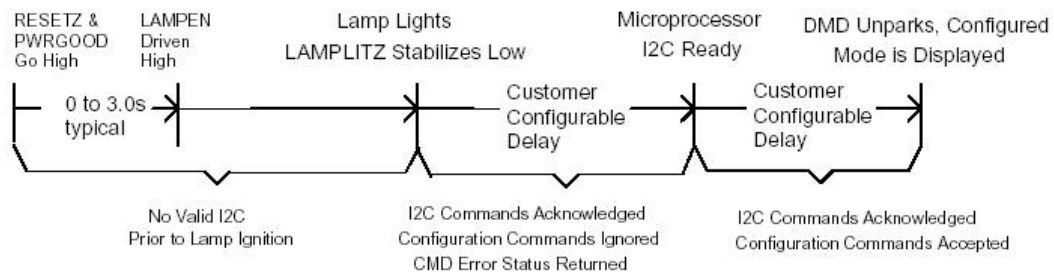 RESETZ &
PWRGOOD
Go High
LAMPEN
Driven
High
Lamp Lights
LAMPLITZ Stabilizes Low
Microprocessor
I2C Ready
DMD Unparks, Configured
Mode is Displayed
0 to 3.0s
typical
Customer
Configurable
Delay
Customer
Configurable
Delay
No Valid I2C
Prior to Lamp Ignition
I2C Commands Acknowledged
Configuration Commands Ignored
CMD Error Status Returned
I2C Commands Acknowledged
Configuration Commands Accepted